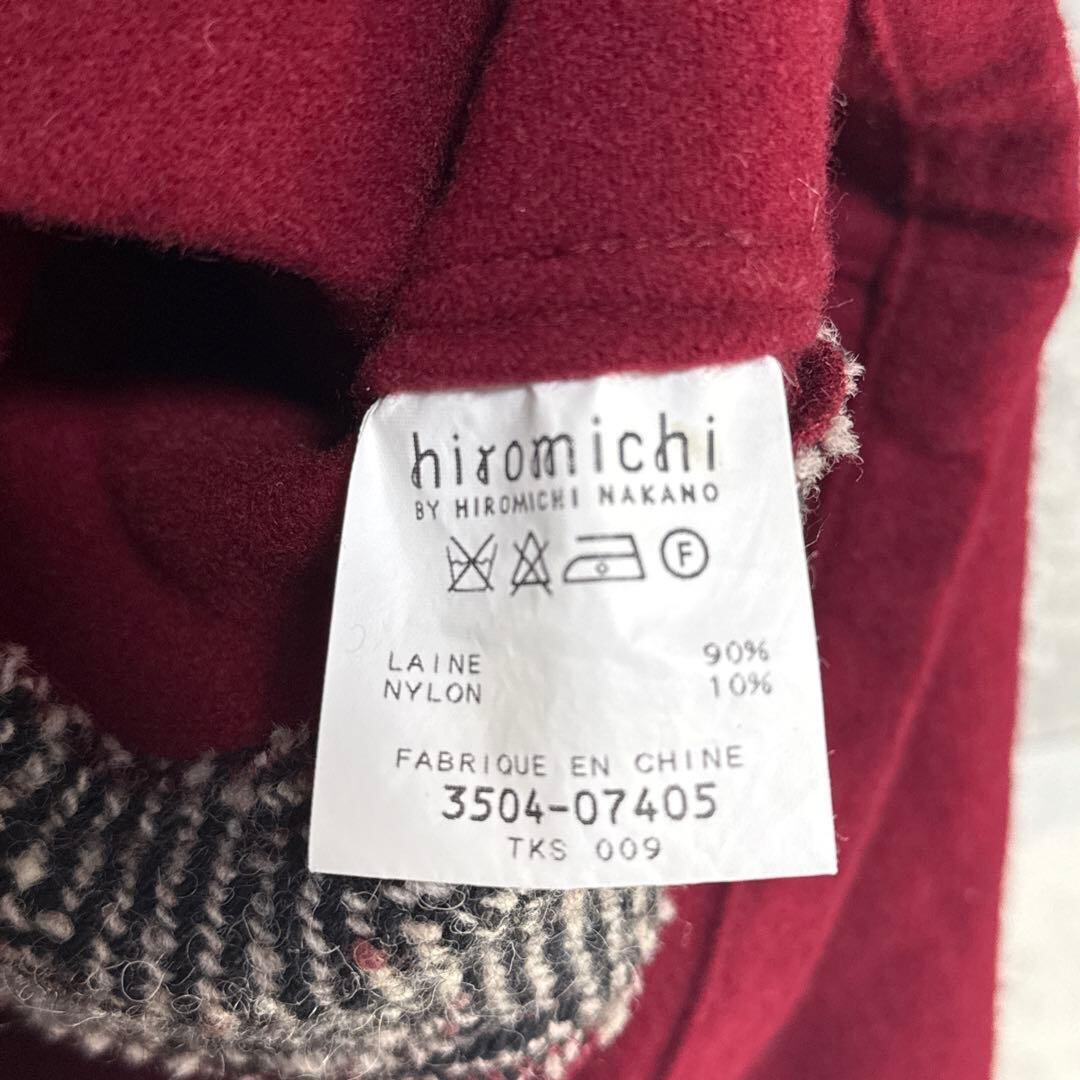 hiromichi
BY HIROMICHI NAKANO
F
LAINE 90%
NYLON 10%
FABRIQUE EN CHINE
3504-07405
TKS 009